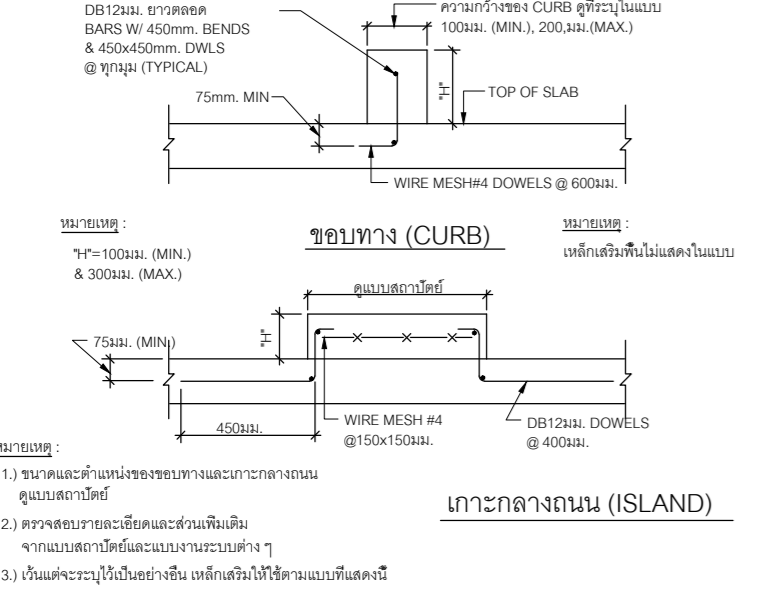 DB12มม. ยาวตลอด
BARS W/ 450mm. BENDS
& 450x450mm. DWLS
@ ทุกมุม (TYPICAL)
ความกว้างของ CURB ดูที่ระบุในแบบ
100มม. (MIN.), 200,มม.(MAX.)
75mm. MIN
"H"
TOP OF SLAB
WIRE MESH#4 DOWELS @ 600มม.
หมายเหตุ :
"H"=100มม. (MIN.)
& 300มม. (MAX.)
ขอบทาง (CURB)
หมายเหตุ :
เหล็กเสริมพื้นไม่แสดงในแบบ
ดูแบบสถาปัตย์
"H"
75มม. (MIN.)
450มม.
WIRE MESH #4
@150x150มม.
DB12มม. DOWELS
@ 400มม.
หมายเหตุ :
1.) ขนาดและตำแหน่งของขอบทางและเกาะกลางถนน
ดูแบบสถาปัตย์
2.) ตรวจสอบรายละเอียดและส่วนเพิ่มเติม
จากแบบสถาปัตย์และแบบงานระบบต่าง ๆ
3.) เว้นแต่จะระบุไว้เป็นอย่างอื่น เหล็กเสริมให้ใช้ตามแบบที่แสดงนี้
เกาะกลางถนน (ISLAND)